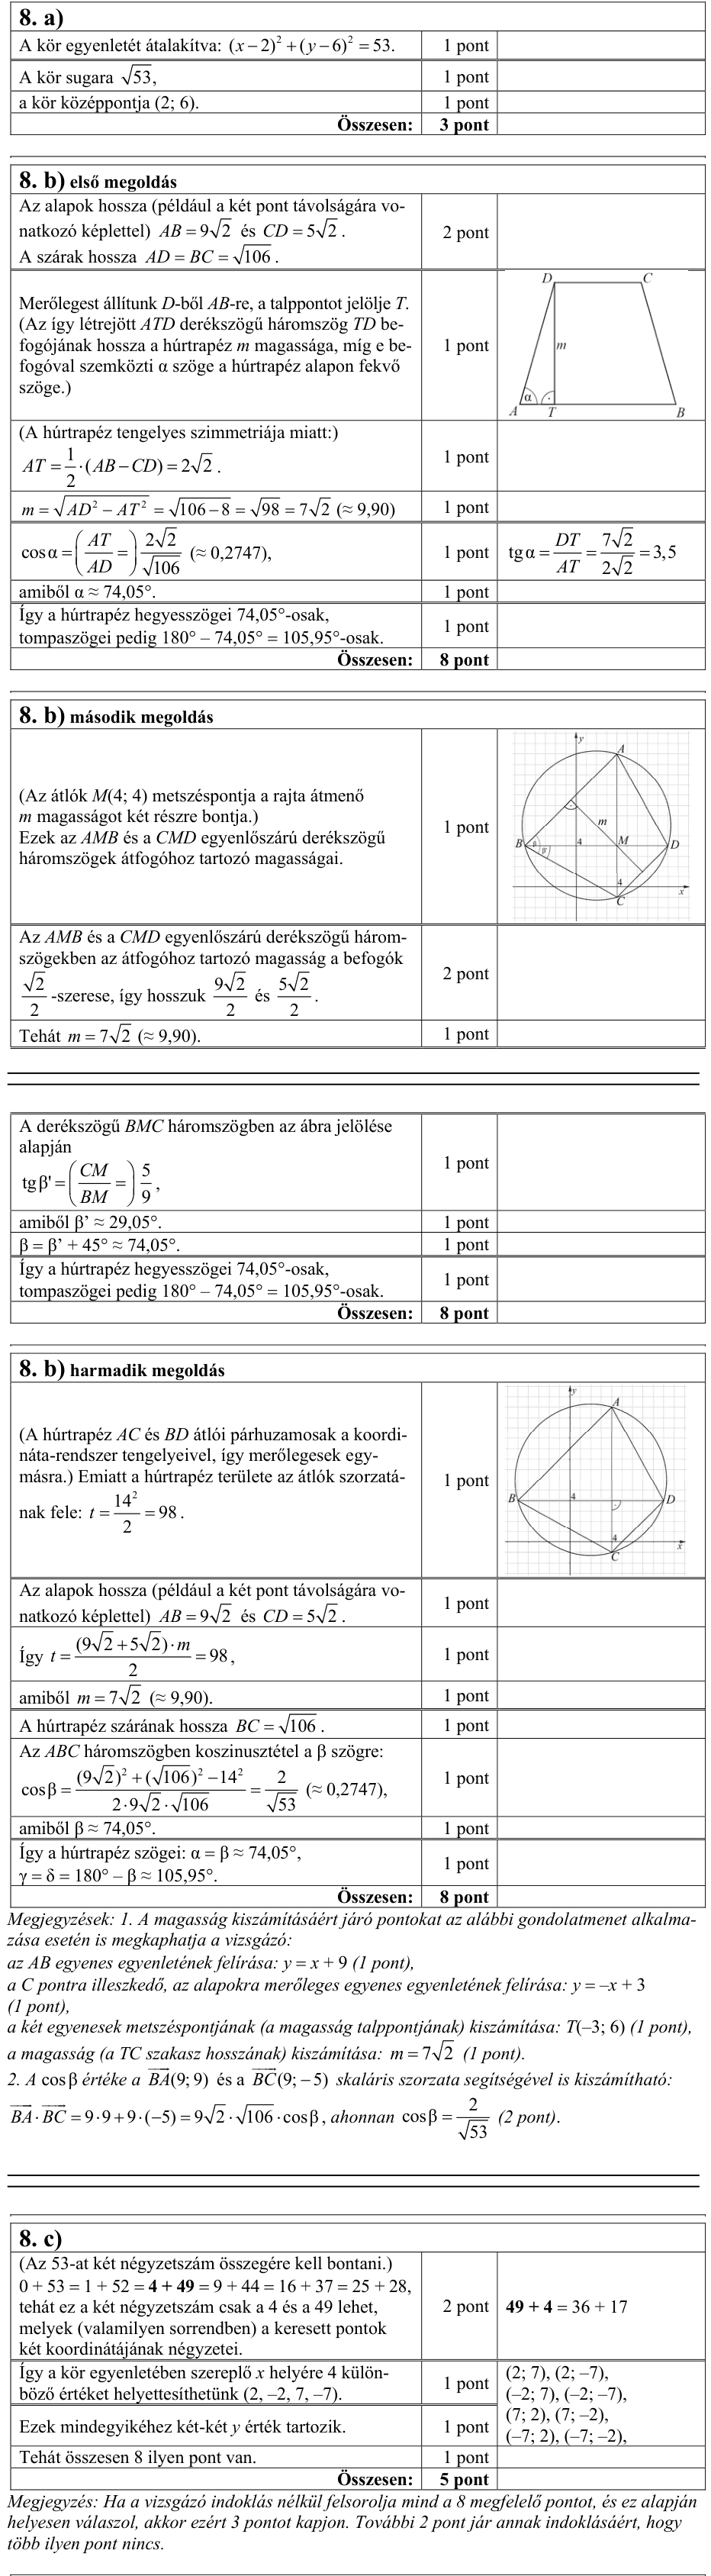 8. a)
A kör egyenletét átalakítva: (x − 2)² + (y − 6)² = 53. 1 pont
A kör sugara √53, 1 pont
a kör középpontja (2; 6). 1 pont
Összesen: 3 pont
8. b) első megoldás
Az alapok hossza (például a két pont távolságára vo-
natkozó képlettel) AB = 9√2 és CD = 5√2 .
A szárak hossza AD = BC = √106 .
2 pont
Merőlegest állítunk D-ből AB-re, a talppontot jelölje T.
(Az így létrejött ATD derékszögű háromszög TD be-
fogójának hossza a húrtrapéz m magassága, míg e be-
fogóval szemközti α szöge a húrtrapéz alapon fekvő
szöge.)
1 pont
D C
m
α
A T B
(A húrtrapéz tengelyes szimmetriája miatt:)
AT = 1/2 · (AB − CD) = 2√2 .
1 pont
m = √(AD² − AT²) = √(106 − 8) = √98 = 7√2 (≈ 9,90) 1 pont
cos α = (AT/AD =) 2√2/√106 (≈ 0,2747), 1 pont tg α = DT/AT = 7√2/2√2 = 3,5
amiből α ≈ 74,05°. 1 pont
Így a húrtrapéz hegyesszögei 74,05°-osak,
tompaszögei pedig 180° – 74,05° = 105,95°-osak.
1 pont
Összesen: 8 pont
8. b) második megoldás
(Az átlók M(4; 4) metszéspontja a rajta átmenő
m magasságot két részre bontja.)
Ezek az AMB és a CMD egyenlőszárú derékszögű
háromszögek átfogóhoz tartozó magasságai.
1 pont
y
A
m
B β β' 4 M D
4
C x
Az AMB és a CMD egyenlőszárú derékszögű három-
szögekben az átfogóhoz tartozó magasság a befogók
√2/2 -szerese, így hosszuk 9√2/2 és 5√2/2 .
2 pont
Tehát m = 7√2 (≈ 9,90). 1 pont
A derékszögű BMC háromszögben az ábra jelölése
alapján
tg β' = (CM/BM =) 5/9 ,
1 pont
amiből β’ ≈ 29,05°. 1 pont
β = β’ + 45° ≈ 74,05°. 1 pont
Így a húrtrapéz hegyesszögei 74,05°-osak,
tompaszögei pedig 180° – 74,05° = 105,95°-osak.
1 pont
Összesen: 8 pont
8. b) harmadik megoldás
(A húrtrapéz AC és BD átlói párhuzamosak a koordi-
náta-rendszer tengelyeivel, így merőlegesek egy-
másra.) Emiatt a húrtrapéz területe az átlók szorzatá-
nak fele: t = 14²/2 = 98 .
1 pont
y
A
B 4 D
4
C x
Az alapok hossza (például a két pont távolságára vo-
natkozó képlettel) AB = 9√2 és CD = 5√2 .
1 pont
Így t = (9√2 + 5√2) · m/2 = 98 , 1 pont
amiből m = 7√2 (≈ 9,90). 1 pont
A húrtrapéz szárának hossza BC = √106 . 1 pont
Az ABC háromszögben koszinusztétel a β szögre:
cos β = ((9√2)² + (√106)² − 14²)/(2·9√2 · √106) = 2/√53 (≈ 0,2747),
1 pont
amiből β ≈ 74,05°. 1 pont
Így a húrtrapéz szögei: α = β ≈ 74,05°,
γ = δ = 180° – β ≈ 105,95°.
1 pont
Összesen: 8 pont
Megjegyzések: 1. A magasság kiszámításáért járó pontokat az alábbi gondolatmenet alkalma-
zása esetén is megkaphatja a vizsgázó:
az AB egyenes egyenletének felírása: y = x + 9 (1 pont),
a C pontra illeszkedő, az alapokra merőleges egyenes egyenletének felírása: y = –x + 3
(1 pont),
a két egyenesek metszéspontjának (a magasság talppontjának) kiszámítása: T(–3; 6) (1 pont),
a magasság (a TC szakasz hosszának) kiszámítása: m = 7√2 (1 pont).
2. A cos β értéke a BA(9; 9) és a BC(9; −5) skaláris szorzata segítségével is kiszámítható:
BA · BC = 9·9 + 9·(−5) = 9√2 · √106 · cos β , ahonnan cos β = 2/√53 (2 pont).
8. c)
(Az 53-at két négyzetszám összegére kell bontani.)
0 + 53 = 1 + 52 = 4 + 49 = 9 + 44 = 16 + 37 = 25 + 28,
tehát ez a két négyzetszám csak a 4 és a 49 lehet,
melyek (valamilyen sorrendben) a keresett pontok
két koordinátájának négyzetei.
2 pont 49 + 4 = 36 + 17
Így a kör egyenletében szereplő x helyére 4 külön-
böző értéket helyettesíthetünk (2, –2, 7, –7).
1 pont
Ezek mindegyikéhez két-két y érték tartozik. 1 pont
(2; 7), (2; –7),
(–2; 7), (–2; –7),
(7; 2), (7; –2),
(–7; 2), (–7; –2),
Tehát összesen 8 ilyen pont van. 1 pont
Összesen: 5 pont
Megjegyzés: Ha a vizsgázó indoklás nélkül felsorolja mind a 8 megfelelő pontot, és ez alapján
helyesen válaszol, akkor ezért 3 pontot kapjon. További 2 pont jár annak indoklásáért, hogy
több ilyen pont nincs.